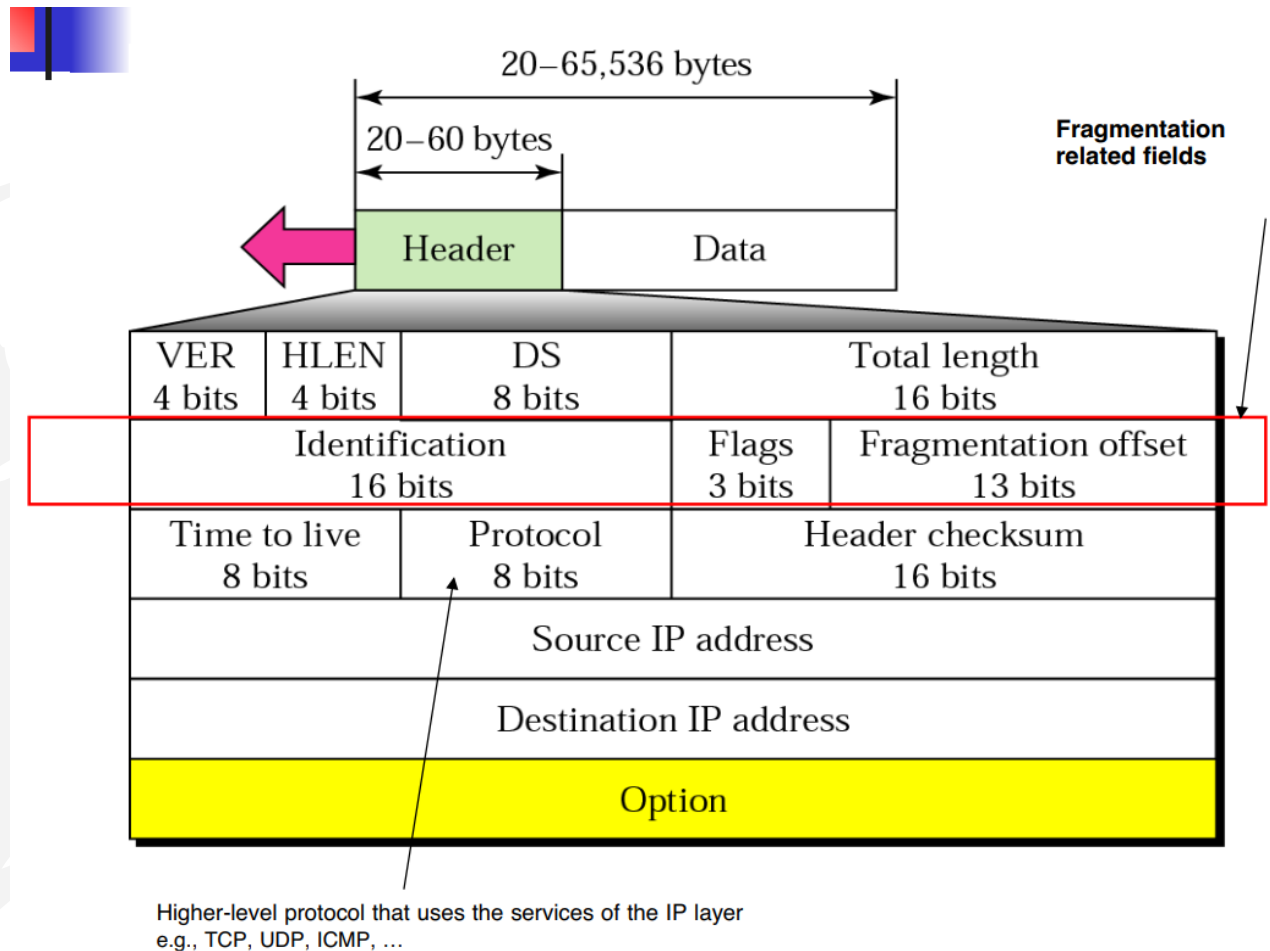 20–65,536 bytes
20–60 bytes
Fragmentation
related fields
Header
Data
VER
4 bits
HLEN
4 bits
DS
8 bits
Total length
16 bits
Identification
16 bits
Flags
3 bits
Fragmentation offset
13 bits
Time to live
8 bits
Protocol
8 bits
Header checksum
16 bits
Source IP address
Destination IP address
Option
Higher-level protocol that uses the services of the IP layer
e.g., TCP, UDP, ICMP, …